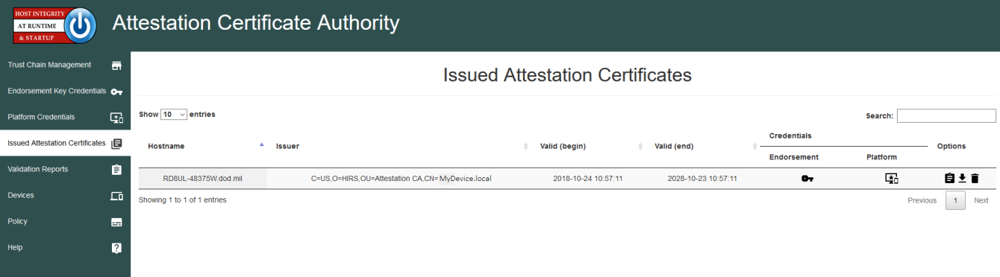 HOST INTEGRITY
AT RUNTIME
& STARTUP
Attestation Certificate Authority
Trust Chain Management
Endorsement Key Credentials
Platform Credentials
Issued Attestation Certificates
Validation Reports
Devices
Policy
Help
Issued Attestation Certificates
Show 10 entries
Search:
Hostname
Issuer
Valid (begin)
Valid (end)
Credentials
Endorsement
Platform
Options
RD8UL-48375W.dod.mil
C=US,O=HIRS,OU=Attestation CA,CN=MyDevice.local
2018-10-24 10:57:11
2028-10-23 10:57:11
Showing 1 to 1 of 1 entries
Previous
1
Next